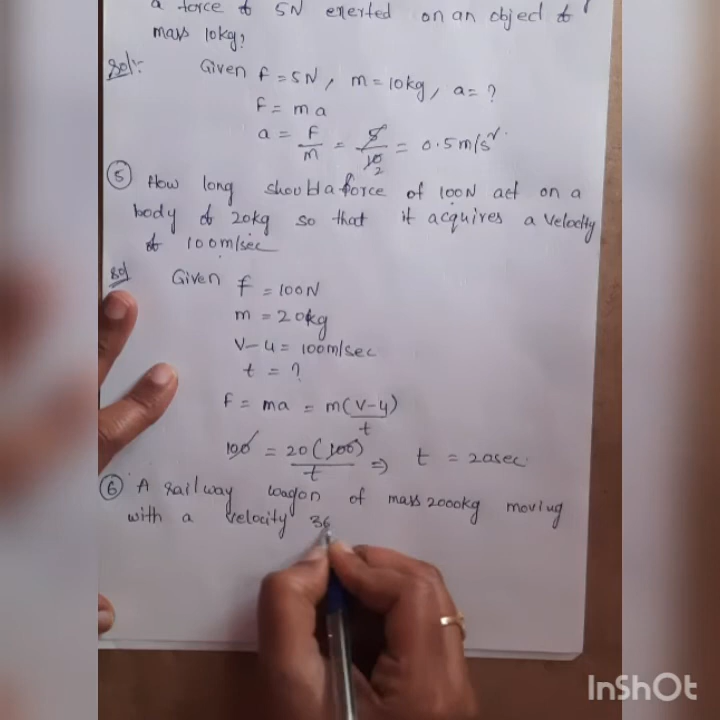 a force of 5N exerted on an object of
mass 10kg?
Sol:- Given F = 5N, m = 10kg, a = ?
F = ma
a = F/m = 5/10 2 = 0.5 m/s²
⑤ How long should a force of 100N act on a
body of 20kg so that it acquires a velocity
of 100m/sec
Sol Given F = 100N
m = 20kg
v-u = 100m/sec
t = ?
F = ma = m(v-u)/t
100 = 20(100)/t ⇒ t = 20sec
⑥ A railway wagon of mass 2000kg moving
with a velocity 36
InShOt